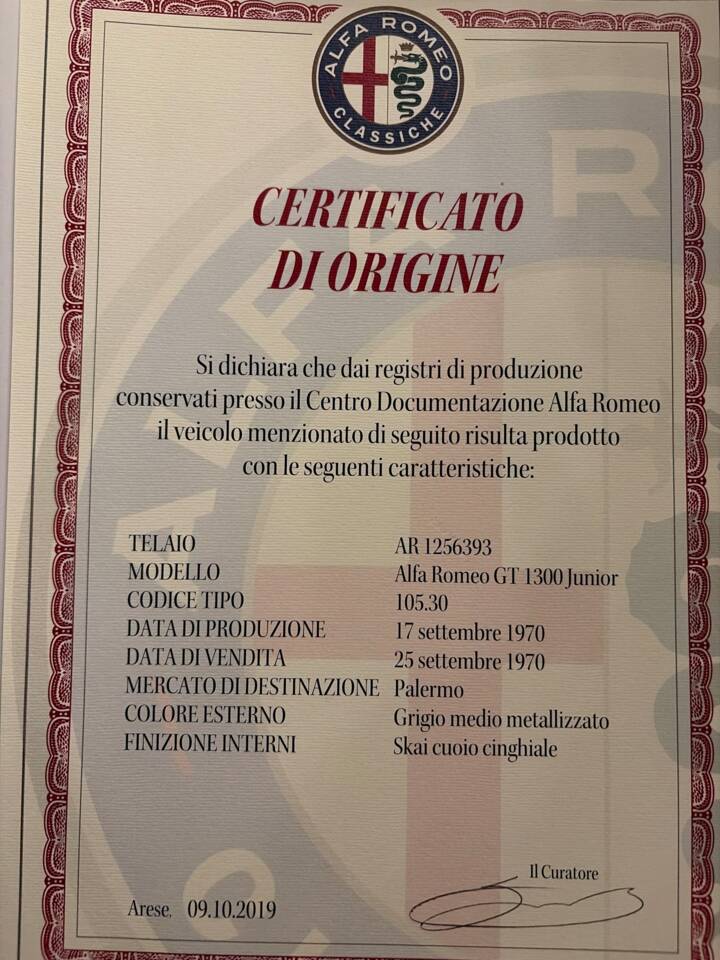 ALFA ROMEO
CLASSICHE
CERTIFICATO
DI ORIGINE
Si dichiara che dai registri di produzione
conservati presso il Centro Documentazione Alfa Romeo
il veicolo menzionato di seguito risulta prodotto
con le seguenti caratteristiche:
TELAIO AR 1256393
MODELLO Alfa Romeo GT 1300 Junior
CODICE TIPO 105.30
DATA DI PRODUZIONE 17 settembre 1970
DATA DI VENDITA 25 settembre 1970
MERCATO DI DESTINAZIONE Palermo
COLORE ESTERNO Grigio medio metallizzato
FINIZIONE INTERNI Skai cuoio cinghiale
Il Curatore
Arese, 09.10.2019